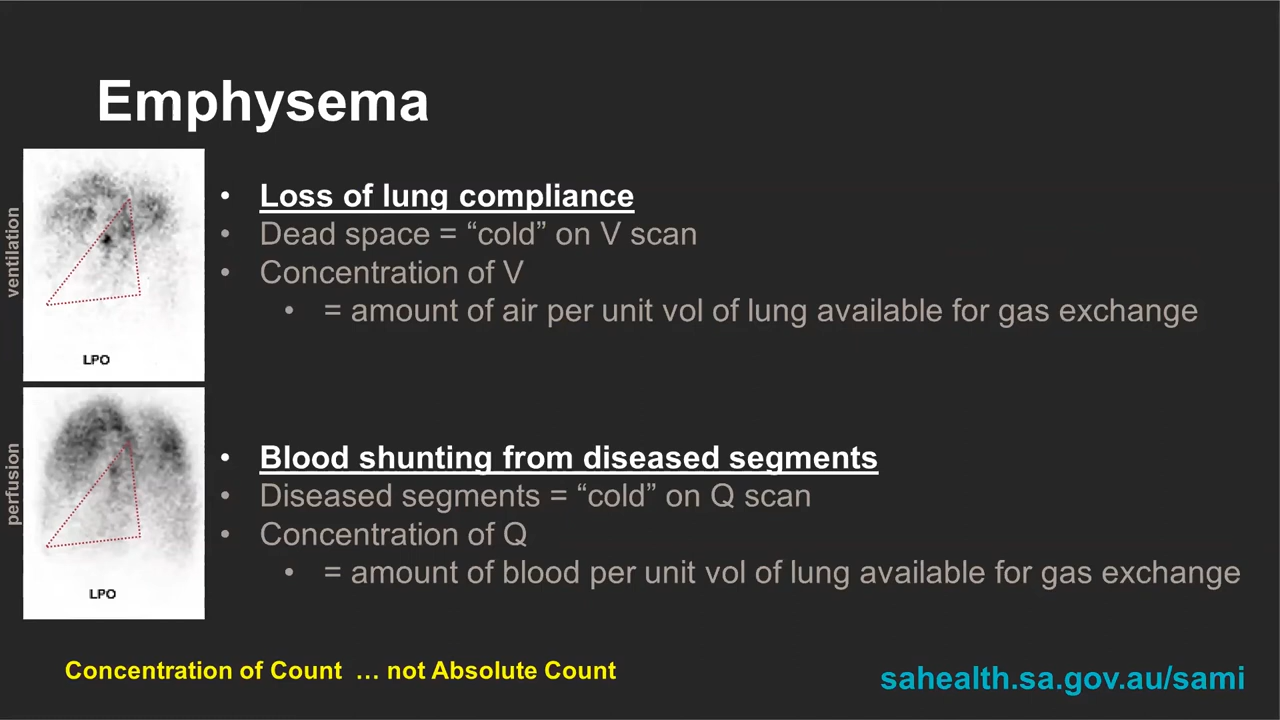 Emphysema
ventilation
LPO
• Loss of lung compliance
• Dead space = “cold” on V scan
• Concentration of V
• = amount of air per unit vol of lung available for gas exchange
perfusion
LPO
• Blood shunting from diseased segments
• Diseased segments = “cold” on Q scan
• Concentration of Q
• = amount of blood per unit vol of lung available for gas exchange
Concentration of Count … not Absolute Count
sahealth.sa.gov.au/sami